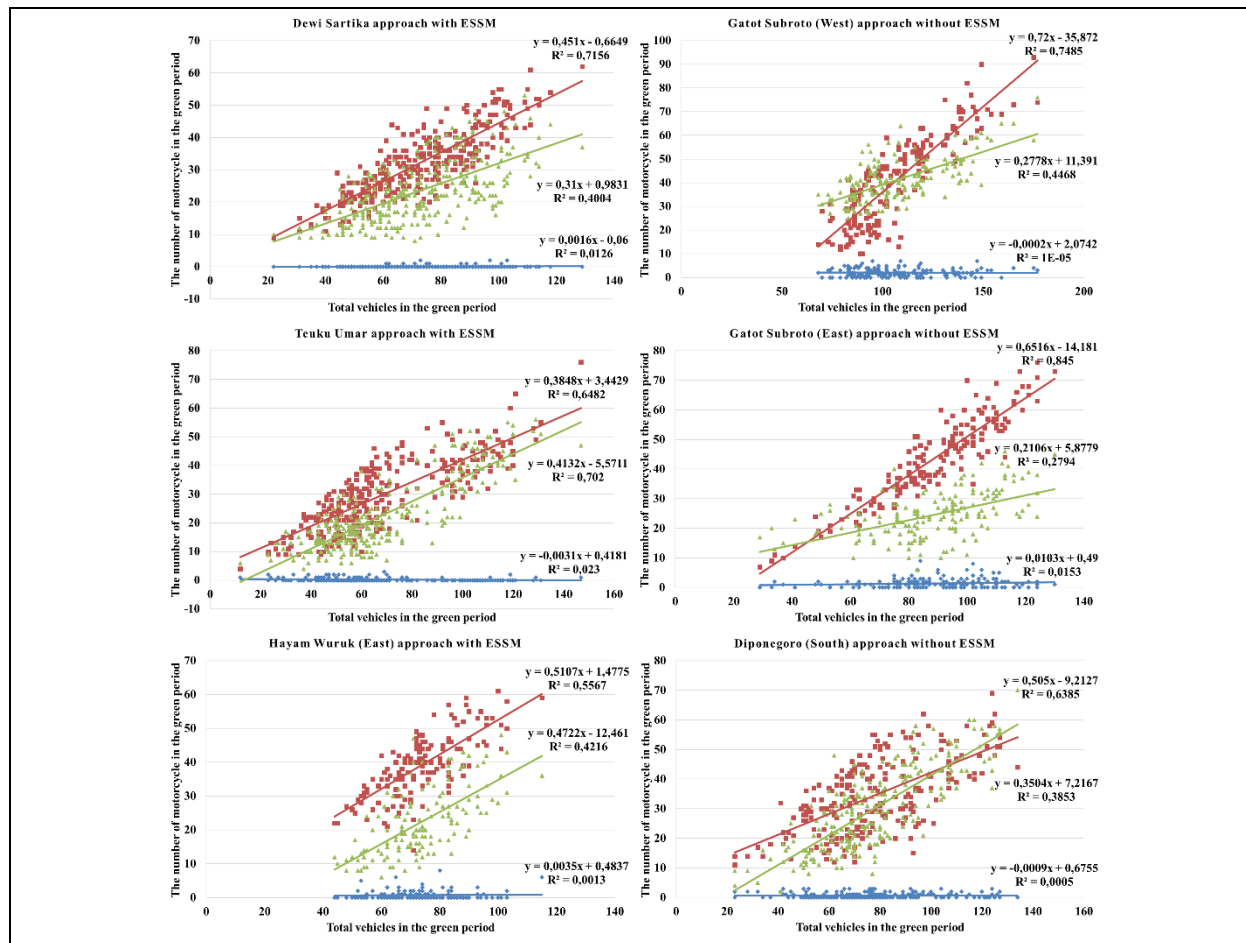 Dewi Sartika approach with ESSM
The number of motorcycle in the green period
70
60
50
40
30
20
10
0
-10
0
20
40
60
80
100
120
140
y = 0,451x - 0,6649
R² = 0,7156
y = 0,31x + 0,9831
R² = 0,4004
y = 0,0016x - 0,06
R² = 0,0126
Total vehicles in the green period
Gatot Subroto (West) approach without ESSM
The number of motorcycle in the green period
100
90
80
70
60
50
40
30
20
10
0
0
50
100
150
200
y = 0,72x - 35,872
R² = 0,7485
y = 0,2778x + 11,391
R² = 0,4468
y = -0,0002x + 2,0742
R² = 1E-05
Total vehicles in the green period
Teuku Umar approach with ESSM
The number of motorcycle in the green period
80
70
60
50
40
30
20
10
0
-10
0
20
40
60
80
100
120
140
160
y = 0,3848x + 3,4429
R² = 0,6482
y = 0,4132x - 5,5711
R² = 0,702
y = -0,0031x + 0,4181
R² = 0,023
Total vehicles in the green period
Gatot Subroto (East) approach without ESSM
The number of motorcycle in the green period
80
70
60
50
40
30
20
10
0
0
20
40
60
80
100
120
140
y = 0,6516x - 14,181
R² = 0,845
y = 0,2106x + 5,8779
R² = 0,2794
y = 0,0103x + 0,49
R² = 0,0153
Total vehicles in the green period
Hayam Wuruk (East) approach with ESSM
The number of motorcycle in the green period
70
60
50
40
30
20
10
0
0
20
40
60
80
100
120
140
y = 0,5107x + 1,4775
R² = 0,5567
y = 0,4722x - 12,461
R² = 0,4216
y = 0,0035x + 0,4837
R² = 0,0013
Total vehicles in the green period
Diponegoro (South) approach without ESSM
The number of motorcycle in the green period
80
70
60
50
40
30
20
10
0
0
20
40
60
80
100
120
140
160
y = 0,505x - 9,2127
R² = 0,6385
y = 0,3504x + 7,2167
R² = 0,3853
y = -0,0009x + 0,6755
R² = 0,0005
Total vehicles in the green period